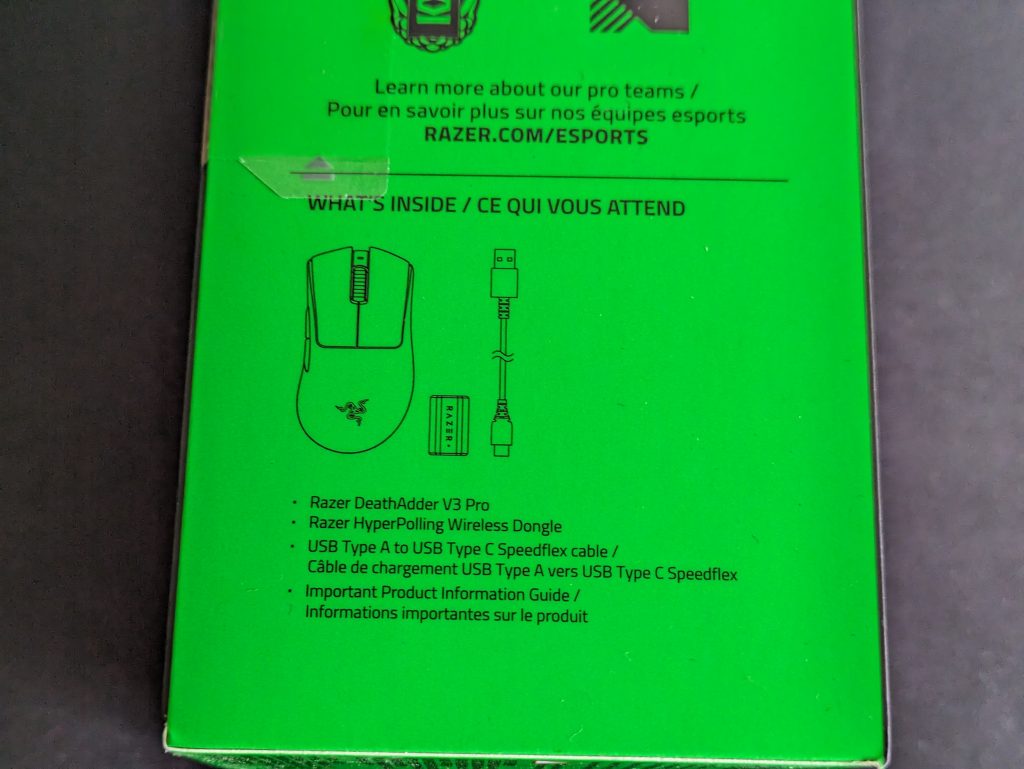 Learn more about our pro teams /
Pour en savoir plus sur nos équipes esports
RAZER.COM/ESPORTS
WHAT'S INSIDE / CE QUI VOUS ATTEND
RAZER
• Razer DeathAdder V3 Pro
• Razer HyperPolling Wireless Dongle
• USB Type A to USB Type C Speedflex cable /
Câble de chargement USB Type A vers USB Type C Speedflex
• Important Product Information Guide /
Informations importantes sur le produit